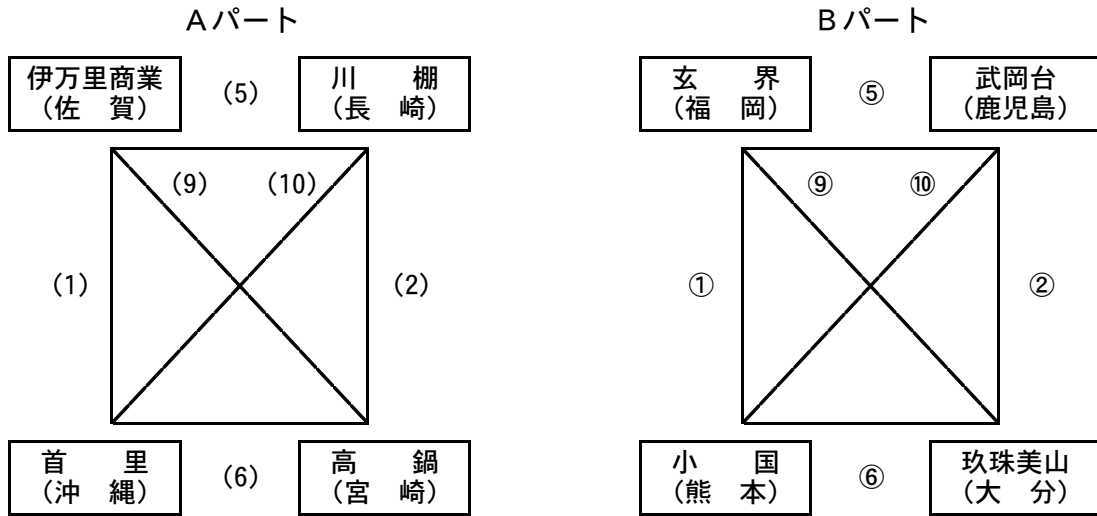 Aパート
Bパート
伊万里商業
（佐　賀）
(5)
川　　棚
（長　崎）
玄　　界
（福　岡）
⑤
武岡台
（鹿児島）
(9)
(10)
⑨
⑩
(1)
(2)
①
②
首　　里
（沖　縄）
(6)
高　　鍋
（宮　崎）
小　　国
（熊　本）
⑥
玖珠美山
（大　分）